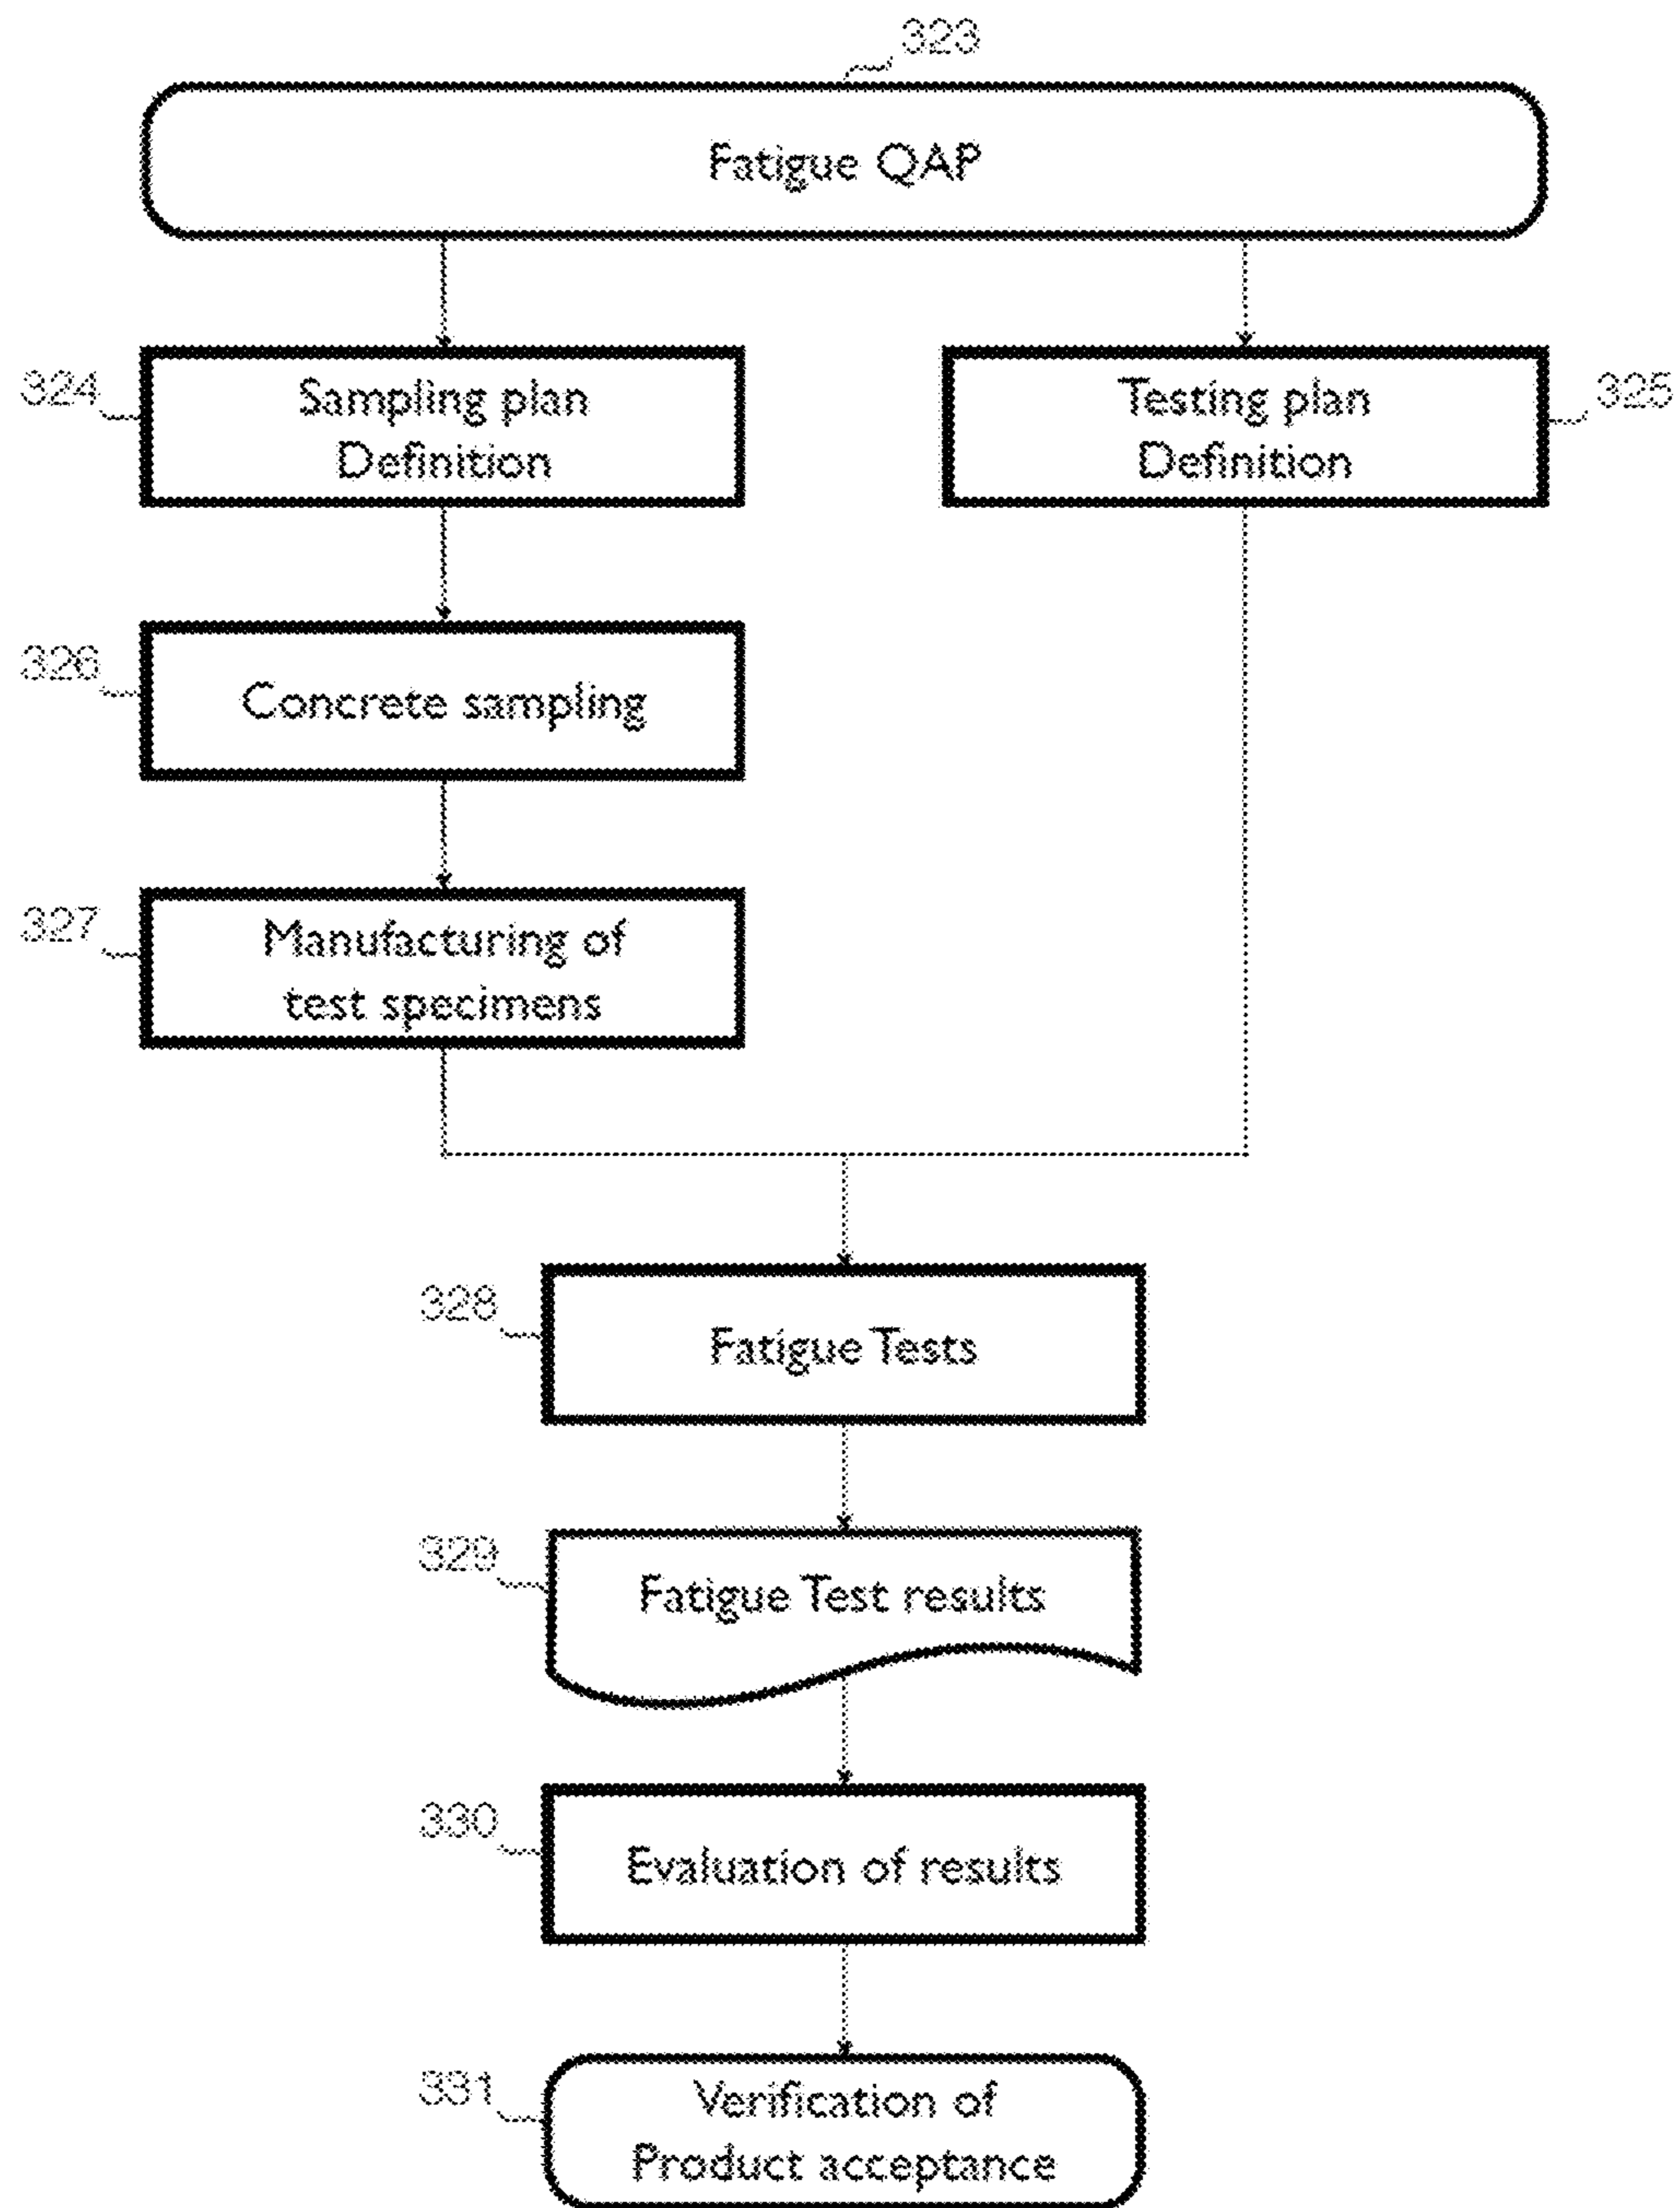 323
Fatigue QAP
324
Sampling plan
Definition
Testing plan
Definition
325
326
Concrete sampling
327
Manufacturing of
test specimens
328
Fatigue Tests
329
Fatigue Test results
330
Evaluation of results
331
Verification of
Product acceptance